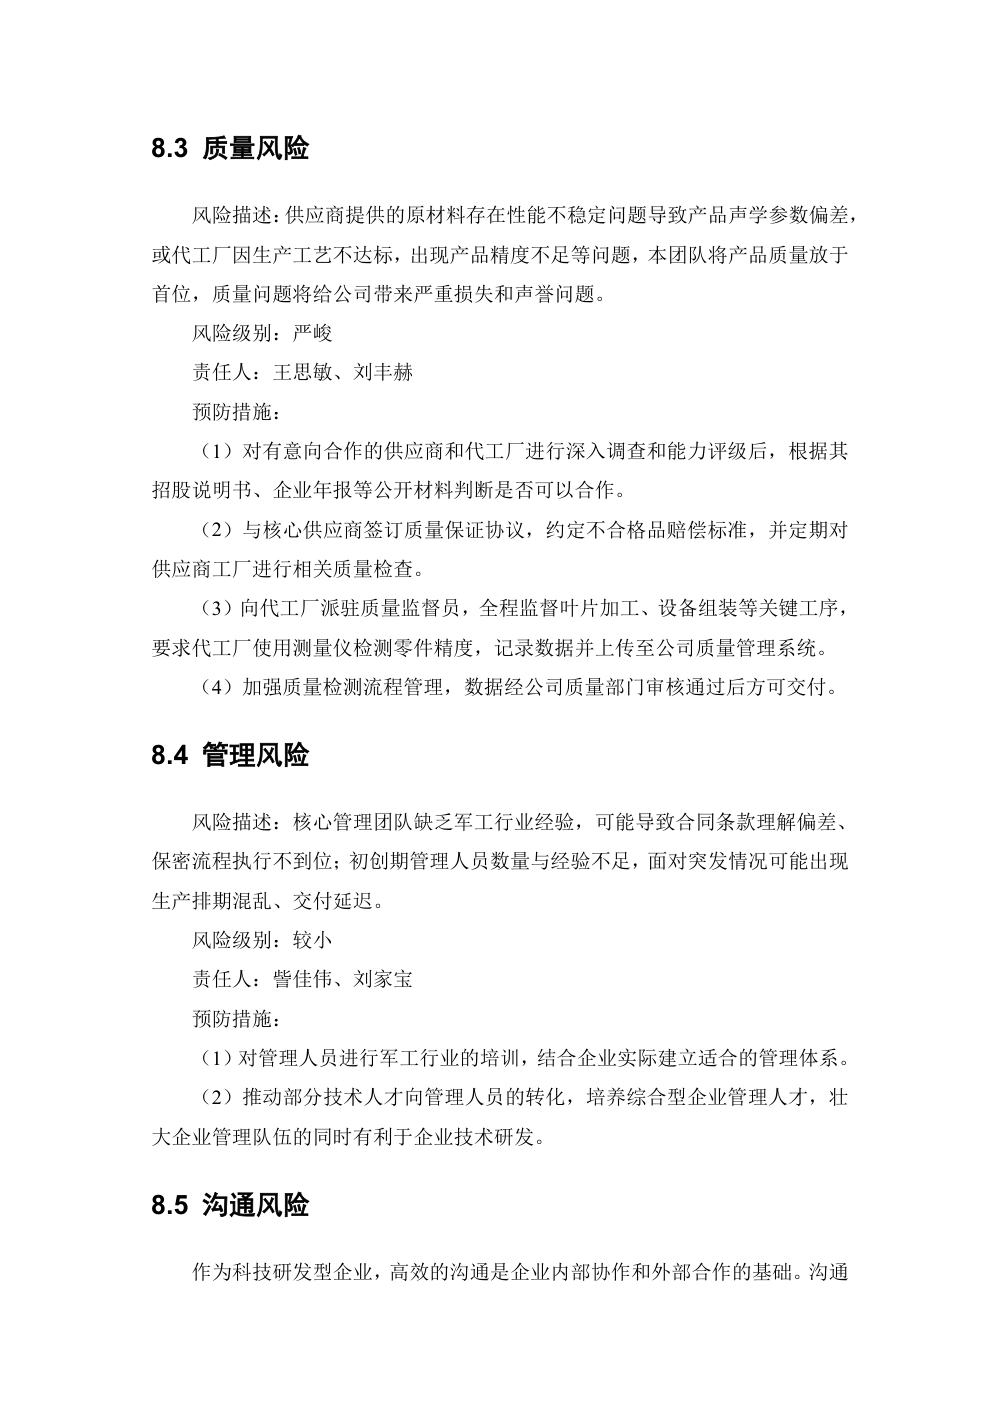 8.3 质量风险
风险描述：供应商提供的原材料存在性能不稳定问题导致产品声学参数偏差，
或代工厂因生产工艺不达标，出现产品精度不足等问题，本团队将产品质量放于
首位，质量问题将给公司带来严重损失和声誉问题。
风险级别：严峻
责任人：王思敏、刘丰赫
预防措施：
（1）对有意向合作的供应商和代工厂进行深入调查和能力评级后，根据其
招股说明书、企业年报等公开材料判断是否可以合作。
（2）与核心供应商签订质量保证协议，约定不合格品赔偿标准，并定期对
供应商工厂进行相关质量检查。
（3）向代工厂派驻质量监督员，全程监督叶片加工、设备组装等关键工序，
要求代工厂使用测量仪检测零件精度，记录数据并上传至公司质量管理系统。
（4）加强质量检测流程管理，数据经公司质量部门审核通过后方可交付。
8.4 管理风险
风险描述：核心管理团队缺乏军工行业经验，可能导致合同条款理解偏差、
保密流程执行不到位；初创期管理人员数量与经验不足，面对突发情况可能出现
生产排期混乱、交付延迟。
风险级别：较小
责任人：訾佳伟、刘家宝
预防措施：
（1）对管理人员进行军工行业的培训，结合企业实际建立适合的管理体系。
（2）推动部分技术人才向管理人员的转化，培养综合型企业管理人才，壮
大企业管理队伍的同时有利于企业技术研发。
8.5 沟通风险
作为科技研发型企业，高效的沟通是企业内部协作和外部合作的基础。沟通